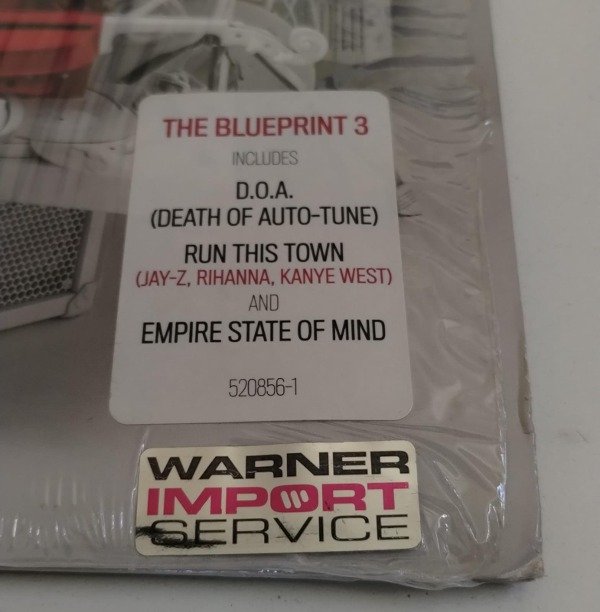 THE BLUEPRINT 3
INCLUDES
D.O.A.
(DEATH OF AUTO-TUNE)
RUN THIS TOWN
(JAY-Z, RIHANNA, KANYE WEST)
AND
EMPIRE STATE OF MIND
520856-1
WARNER
IMPORT
SERVICE